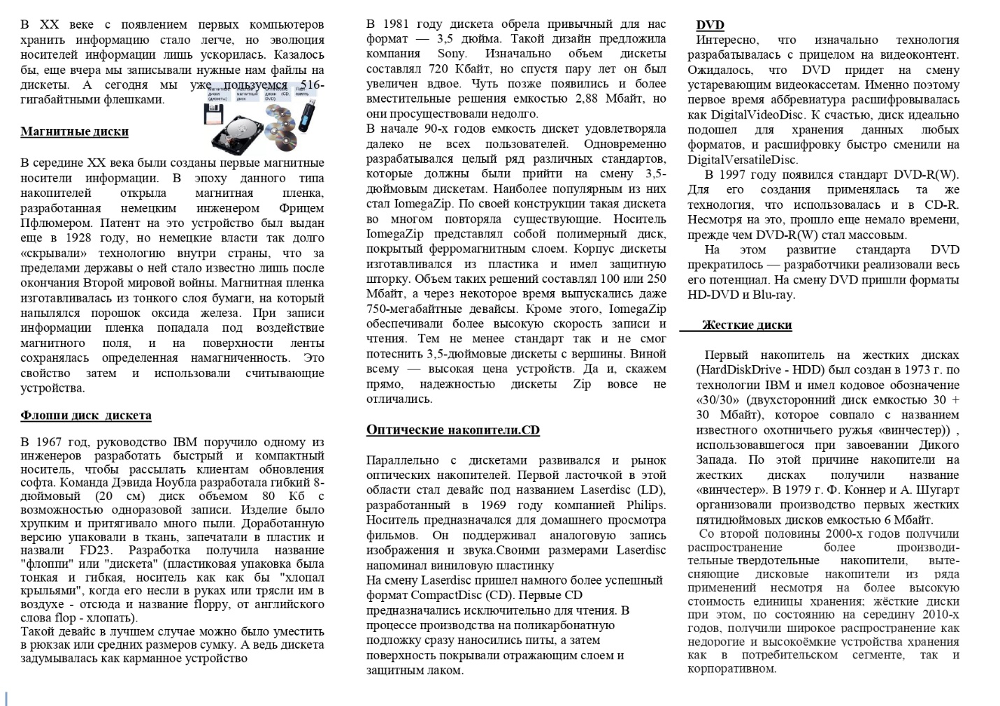 В XX веке с появлением первых компьютеров
хранить информацию стало легче, но эволюция
носителей информации лишь ускорилась. Казалось
бы, еще вчера мы записывали нужные нам файлы на
дискеты. А сегодня мы уже пользуемся 516-
гигабайтными флешками.
Магнитные диски (дискеты)
магнитный диск
Оптические диски (CD, DVD)
Flash-
Магнитные диски
В середине XX века были созданы первые магнитные
носители информации. В эпоху данного типа
накопителей открыла магнитная пленка,
разработанная немецким инженером Фрицем
Пфлюмером. Патент на это устройство был выдан
еще в 1928 году, но немецкие власти так долго
«скрывали» технологию внутри страны, что за
пределами державы о ней стало известно лишь после
окончания Второй мировой войны. Магнитная пленка
изготавливалась из тонкого слоя бумаги, на который
напылялся порошок оксида железа. При записи
информации пленка попадала под воздействие
магнитного поля, и на поверхности ленты
сохранялась определенная намагниченность. Это
свойство затем и использовали считывающие
устройства.
Флоппи диск дискета
В 1967 год, руководство IBM поручило одному из
инженеров разработать быстрый и компактный
носитель, чтобы рассылать клиентам обновления
софта. Команда Дэвида Ноубла разработала гибкий 8-
дюймовый (20 см) диск объемом 80 Кб с
возможностью одноразовой записи. Изделие было
хрупким и притягивало много пыли. Доработанную
версию упаковали в ткань, запечатали в пластик и
назвали FD23. Разработка получила название
"флоппи" или "дискета" (пластиковая упаковка была
тонкая и гибкая, носитель как как бы "хлопал
крыльями", когда его несли в руках или трясли им в
воздухе - отсюда и название floppy, от английского
слова flop - хлопать).
Такой девайс в лучшем случае можно было уместить
в рюкзак или средних размеров сумку. А ведь дискета
задумывалась как карманное устройство
В 1981 году дискета обрела привычный для нас
формат — 3,5 дюйма. Такой дизайн предложила
компания Sony. Изначально объем дискеты
составлял 720 Кбайт, но спустя пару лет он был
увеличен вдвое. Чуть позже появились и более
вместительные решения емкостью 2,88 Мбайт, но
они просуществовали недолго.
В начале 90-х годов емкость дискет удовлетворяла
далеко не всех пользователей. Одновременно
разрабатывался целый ряд различных стандартов,
которые должны были прийти на смену 3,5-
дюймовым дискетам. Наиболее популярным из них
стал IomegaZip. По своей конструкции такая дискета
во многом повторяла существующие. Носитель
IomegaZip представлял собой полимерный диск,
покрытый ферромагнитным слоем. Корпус дискеты
изготавливался из пластика и имел защитную
шторку. Объем таких решений составлял 100 или 250
Мбайт, а через некоторое время выпускались даже
750-мегабайтные девайсы. Кроме этого, IomegaZip
обеспечивали более высокую скорость записи и
чтения. Тем не менее стандарт так и не смог
потеснить 3,5-дюймовые дискеты с вершины. Виной
всему — высокая цена устройств. Да и, скажем
прямо, надежностью дискеты Zip вовсе не
отличались.
Оптические накопители.CD
Параллельно с дискетами развивался и рынок
оптических накопителей. Первой ласточкой в этой
области стал девайс под названием Laserdisc (LD),
разработанный в 1969 году компанией Philips.
Носитель предназначался для домашнего просмотра
фильмов. Он поддерживал аналоговую запись
изображения и звука.Своими размерами Laserdisc
напоминал виниловую пластинку
На смену Laserdisc пришел намного более успешный
формат CompactDisc (CD). Первые CD
предназначались исключительно для чтения. В
процессе производства на поликарбонатную
подложку сразу наносились питы, а затем
поверхность покрывали отражающим слоем и
защитным лаком.
DVD
Интересно, что изначально технология
разрабатывалась с прицелом на видеоконтент.
Ожидалось, что DVD придет на смену
устаревающим видеокассетам. Именно поэтому
первое время аббревиатура расшифровывалась
как DigitalVideoDisc. К счастью, диск идеально
подошел для хранения данных любых
форматов, и расшифровку быстро сменили на
DigitalVersatileDisc.
В 1997 году появился стандарт DVD-R(W).
Для его создания применялась та же
технология, что использовалась и в CD-R.
Несмотря на это, прошло еще немало времени,
прежде чем DVD-R(W) стал массовым.
На этом развитие стандарта DVD
прекратилось — разработчики реализовали весь
его потенциал. На смену DVD пришли форматы
HD-DVD и Blu-ray.
Жесткие диски
Первый накопитель на жестких дисках
(HardDiskDrive - HDD) был создан в 1973 г. по
технологии IBM и имел кодовое обозначение
«30/30» (двухсторонний диск емкостью 30 +
30 Мбайт), которое совпало с названием
известного охотничьего ружья «винчестер)) ,
использовавшегося при завоевании Дикого
Запада. По этой причине накопители на
жестких дисках получили название
«винчестер». В 1979 г. Ф. Коннер и А. Шугарт
организовали производство первых жестких
пятидюймовых дисков емкостью 6 Мбайт.
Со второй половины 2000-х годов получили
распространение более производи-
тельные твердотельные накопители, выте-
сняющие дисковые накопители из ряда
применений несмотря на более высокую
стоимость единицы хранения; жёсткие диски
при этом, по состоянию на середину 2010-х
годов, получили широкое распространение как
недорогие и высокоёмкие устройства хранения
как в потребительском сегменте, так и
корпоративном.